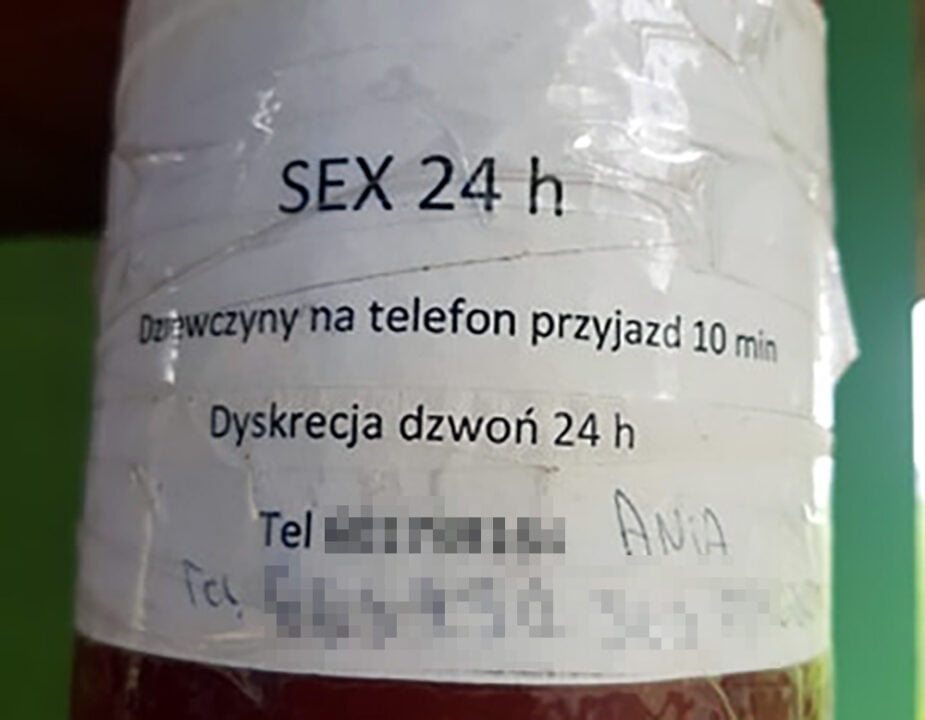 SEX 24 h
Dziewczyny na telefon przyjazd 10 min
Dyskrecja dzwoń 24 h
Tel ANiA
Tel.